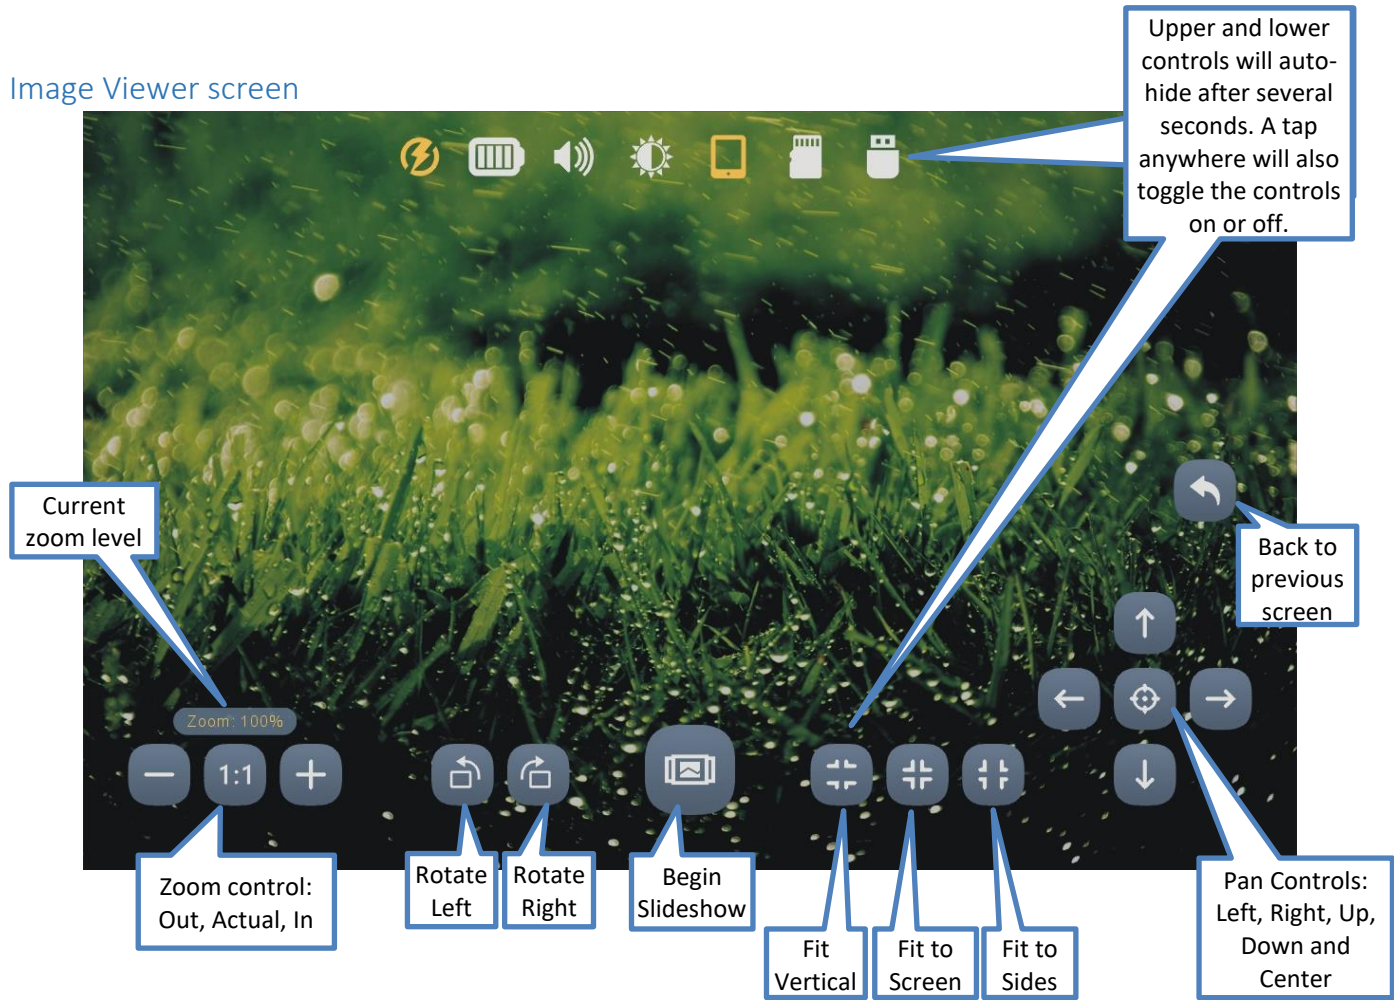 Image Viewer screen
Upper and lower
controls will auto-
hide after several
seconds. A tap
anywhere will also
toggle the controls
on or off.
Current
zoom level
Back to
previous
screen
Zoom: 100%
1:1
Zoom control:
Out, Actual, In
Rotate
Left
Rotate
Right
Begin
Slideshow
Fit
Vertical
Fit to
Screen
Fit to
Sides
Pan Controls:
Left, Right, Up,
Down and
Center